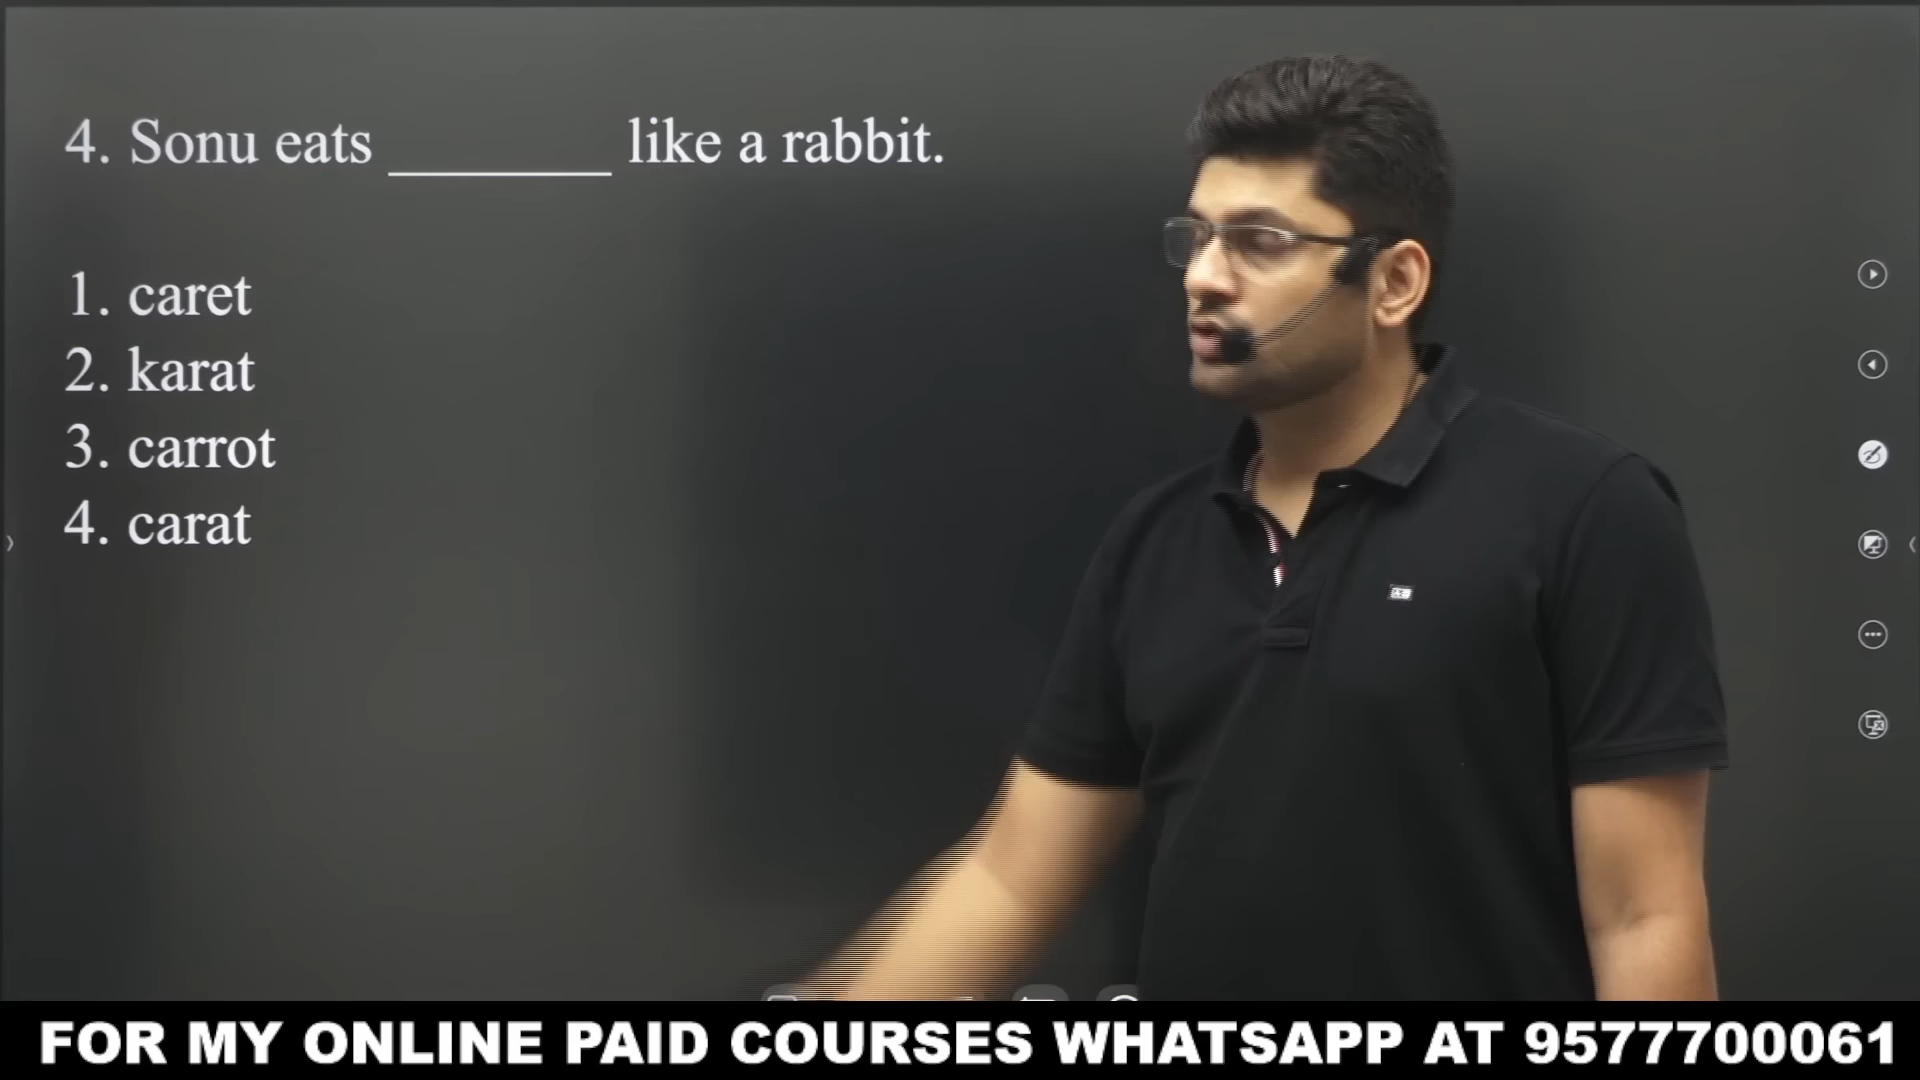 4. Sonu eats ________ like a rabbit.
1. caret
2. karat
3. carrot
4. carat
FOR MY ONLINE PAID COURSES WHATSAPP AT 9577700061